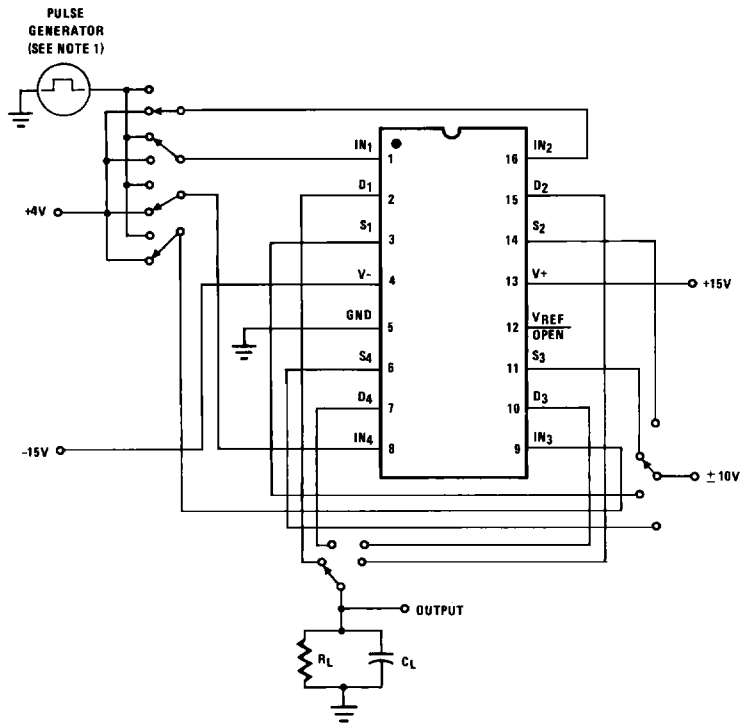 PULSE
GENERATOR
(SEE NOTE 1)
+4V
-15V
IN1
1
D1
2
S1
3
V-
4
GND
5
S4
6
D4
7
IN4
8
IN2
16
D2
15
S2
14
V+
13
+15V
VREF
12
OPEN
S3
11
D3
10
IN3
9
±10V
OUTPUT
RL
CL